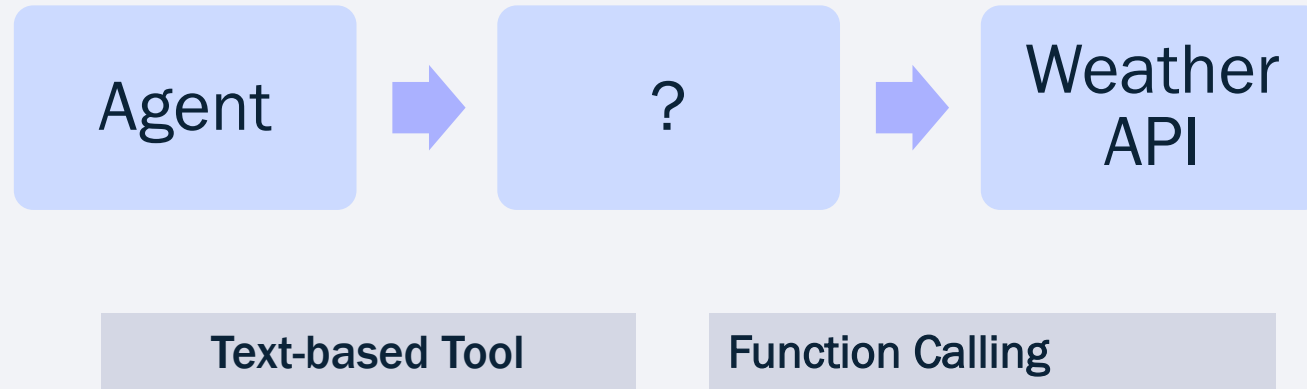 Agent
?
Weather
API
Text-based Tool
Function Calling